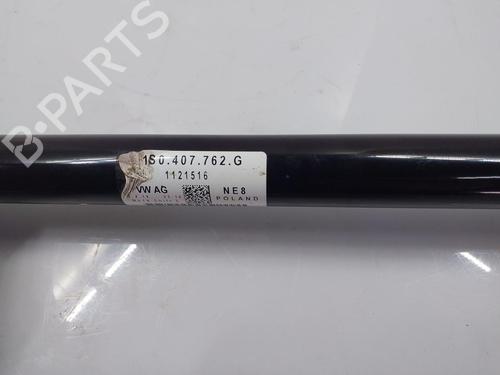 B-PARTS
1S0.407.762.G
1121516
VW AG
NE8
POLAND